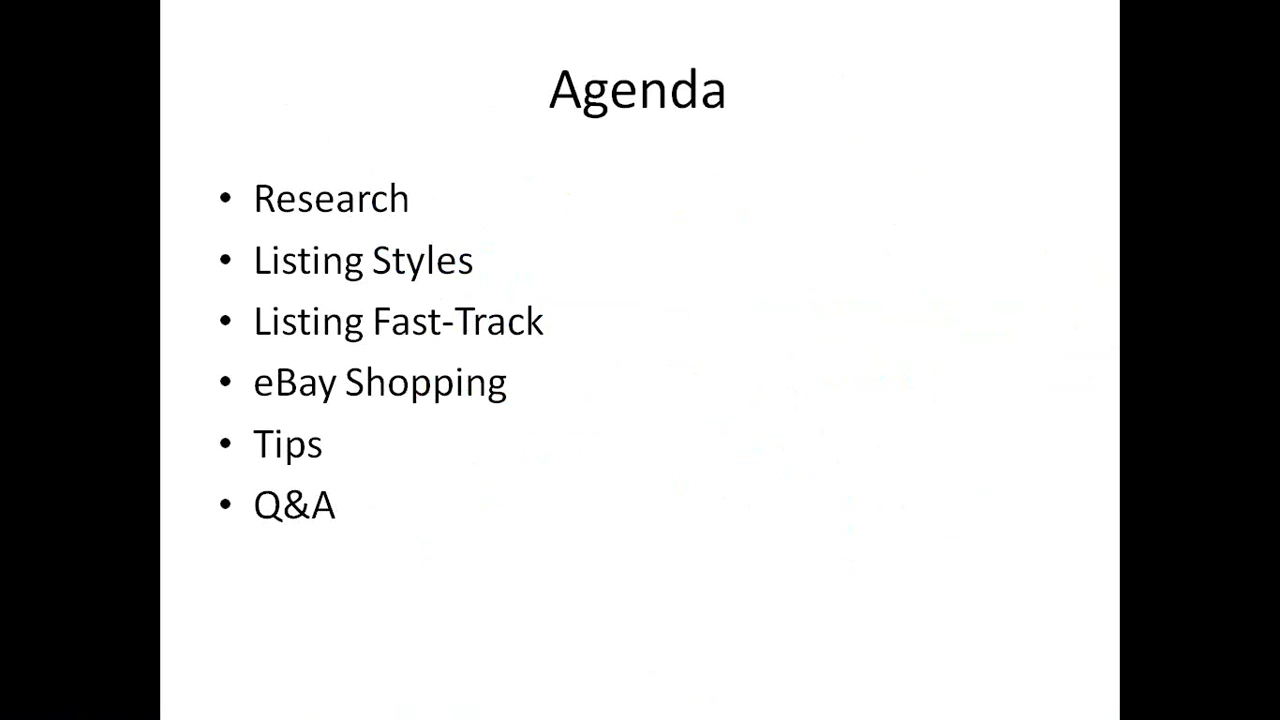 Agenda
• Research
• Listing Styles
• Listing Fast-Track
• eBay Shopping
• Tips
• Q&A